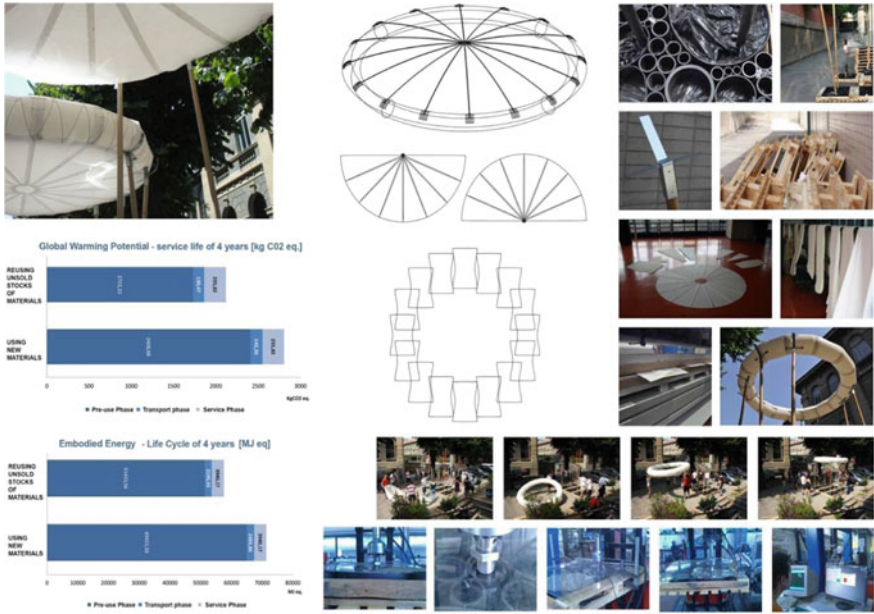 Global Warming Potential - service life of 4 years [kg C02 eq.]
REUSING
UNSOLD
STOCKS
OF
MATERIALS
USING
NEW
MATERIALS
0 500 1000 1500 2000 2500 3000
KgCO2 eq.
Pre-use Phase Transport phase Service Phase
Embodied Energy - Life Cycle of 4 years [MJ eq]
REUSING
UNSOLD
STOCKS
OF
MATERIALS
USING
NEW
MATERIALS
0 10000 20000 30000 40000 50000 60000 70000 80000
MJ eq.
Pre-use Phase Transport phase Service Phase